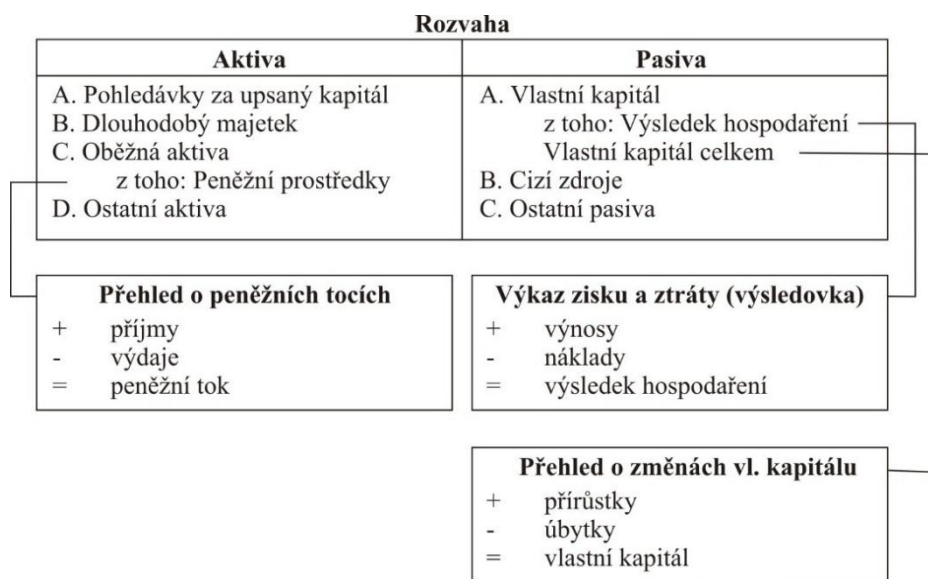 Rozvaha
Aktiva
A. Pohledávky za upsaný kapitál
B. Dlouhodobý majetek
C. Oběžná aktiva
z toho: Peněžní prostředky
D. Ostatní aktiva
Pasiva
A. Vlastní kapitál
z toho: Výsledek hospodaření
Vlastní kapitál celkem
B. Cizí zdroje
C. Ostatní pasiva
Přehled o peněžních tocích
+ příjmy
- výdaje
= peněžní tok
Výkaz zisku a ztráty (výsledovka)
+ výnosy
- náklady
= výsledek hospodaření
Přehled o změnách vl. kapitálu
+ přírůstky
- úbytky
= vlastní kapitál